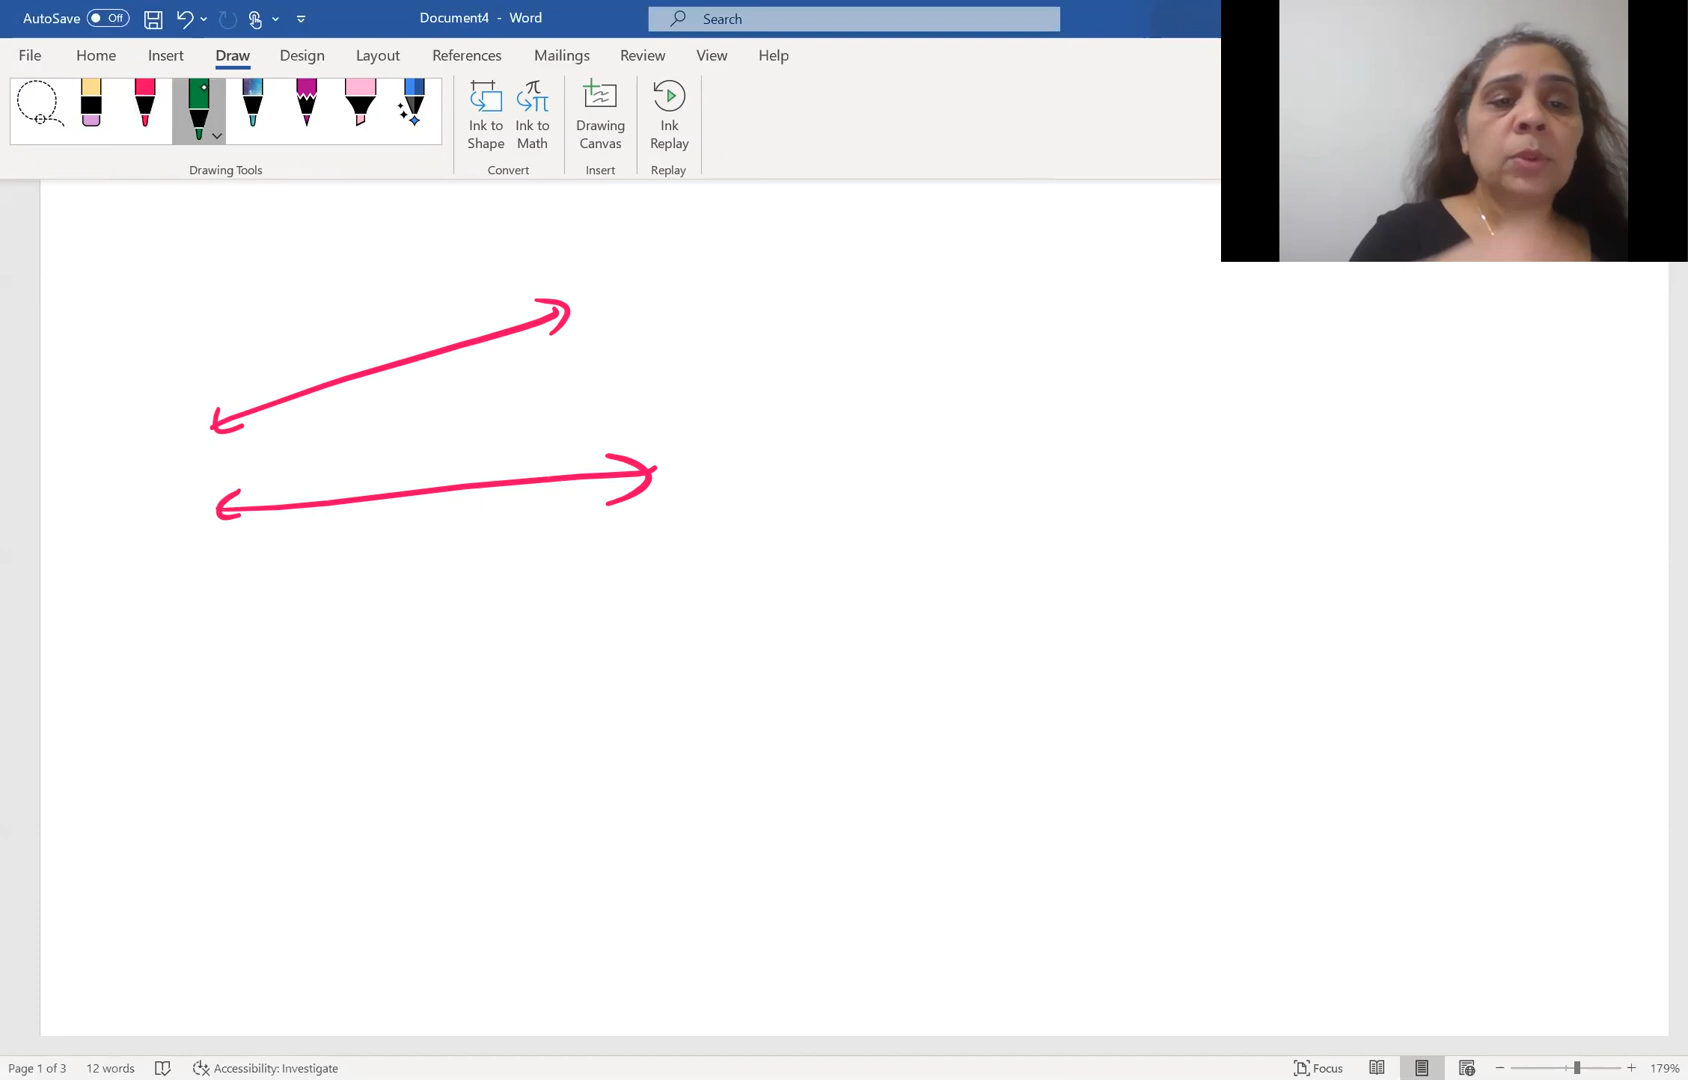 AutoSave Off Document4 - Word Search
File Home Insert Draw Design Layout References Mailings Review View Help
Ink to Shape
Ink to Math
Drawing Canvas
Ink Replay
Drawing Tools Convert Insert Replay
Page 1 of 3 12 words Accessibility: Investigate Focus 179%